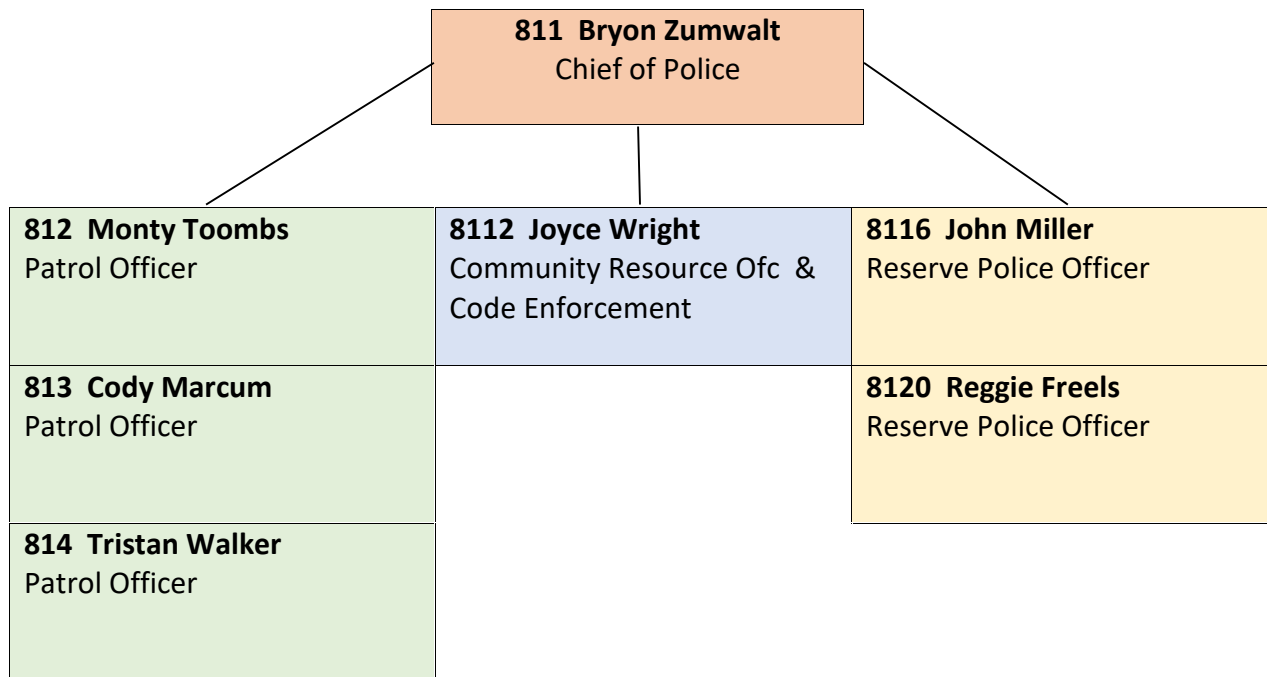 811 Bryon Zumwalt
Chief of Police
812 Monty Toombs
Patrol Officer
8112 Joyce Wright
Community Resource Ofc &
Code Enforcement
8116 John Miller
Reserve Police Officer
813 Cody Marcum
Patrol Officer
8120 Reggie Freels
Reserve Police Officer
814 Tristan Walker
Patrol Officer